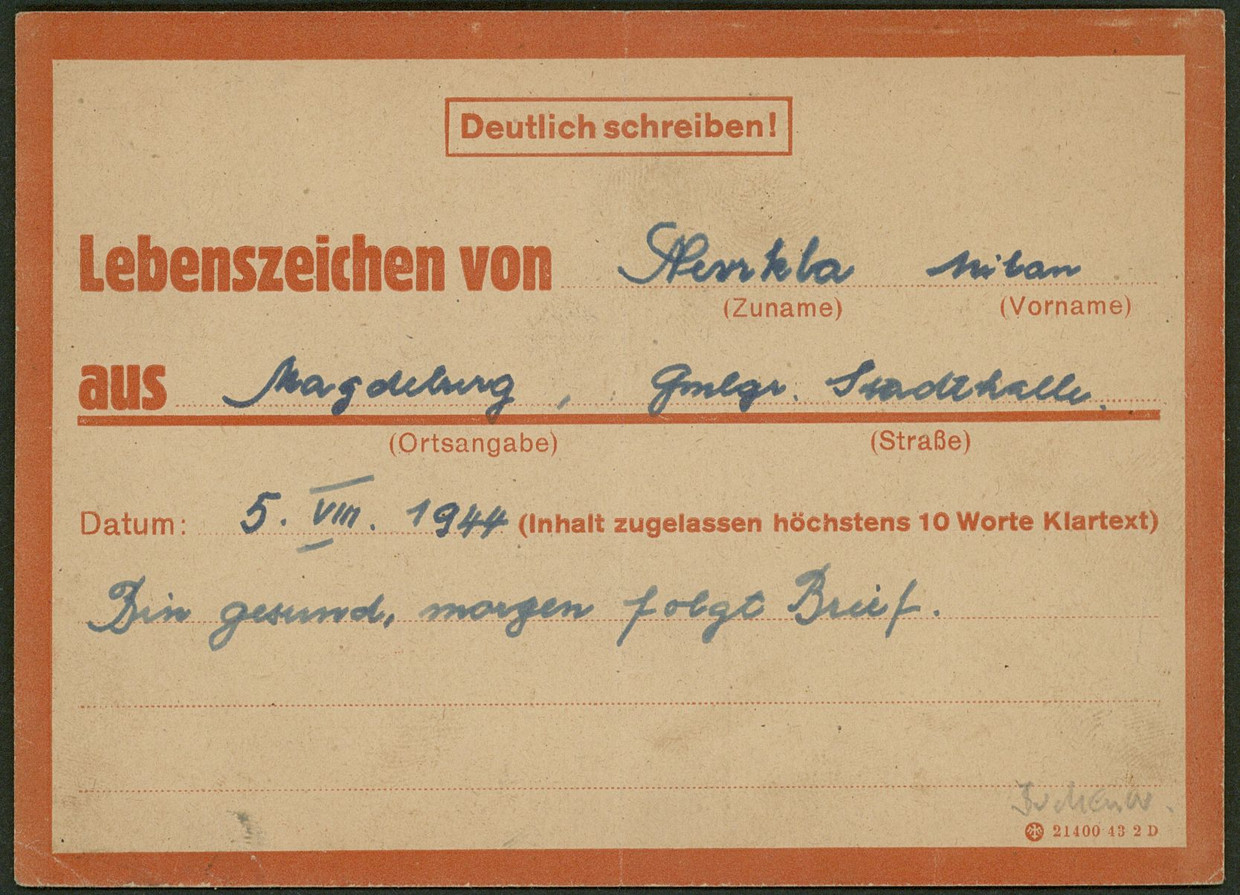 Deutlich schreiben!
Lebenszeichen von Milan
(Zuname) (Vorname)
aus Magdeburg, Gmlgr. Stadthalle.
(Ortsangabe) (Straße)
Datum: 5. VIII. 1944 (Inhalt zugelassen höchstens 10 Worte Klartext)
Bin gesund, morgen folgt Brief.
21400 43 2 D